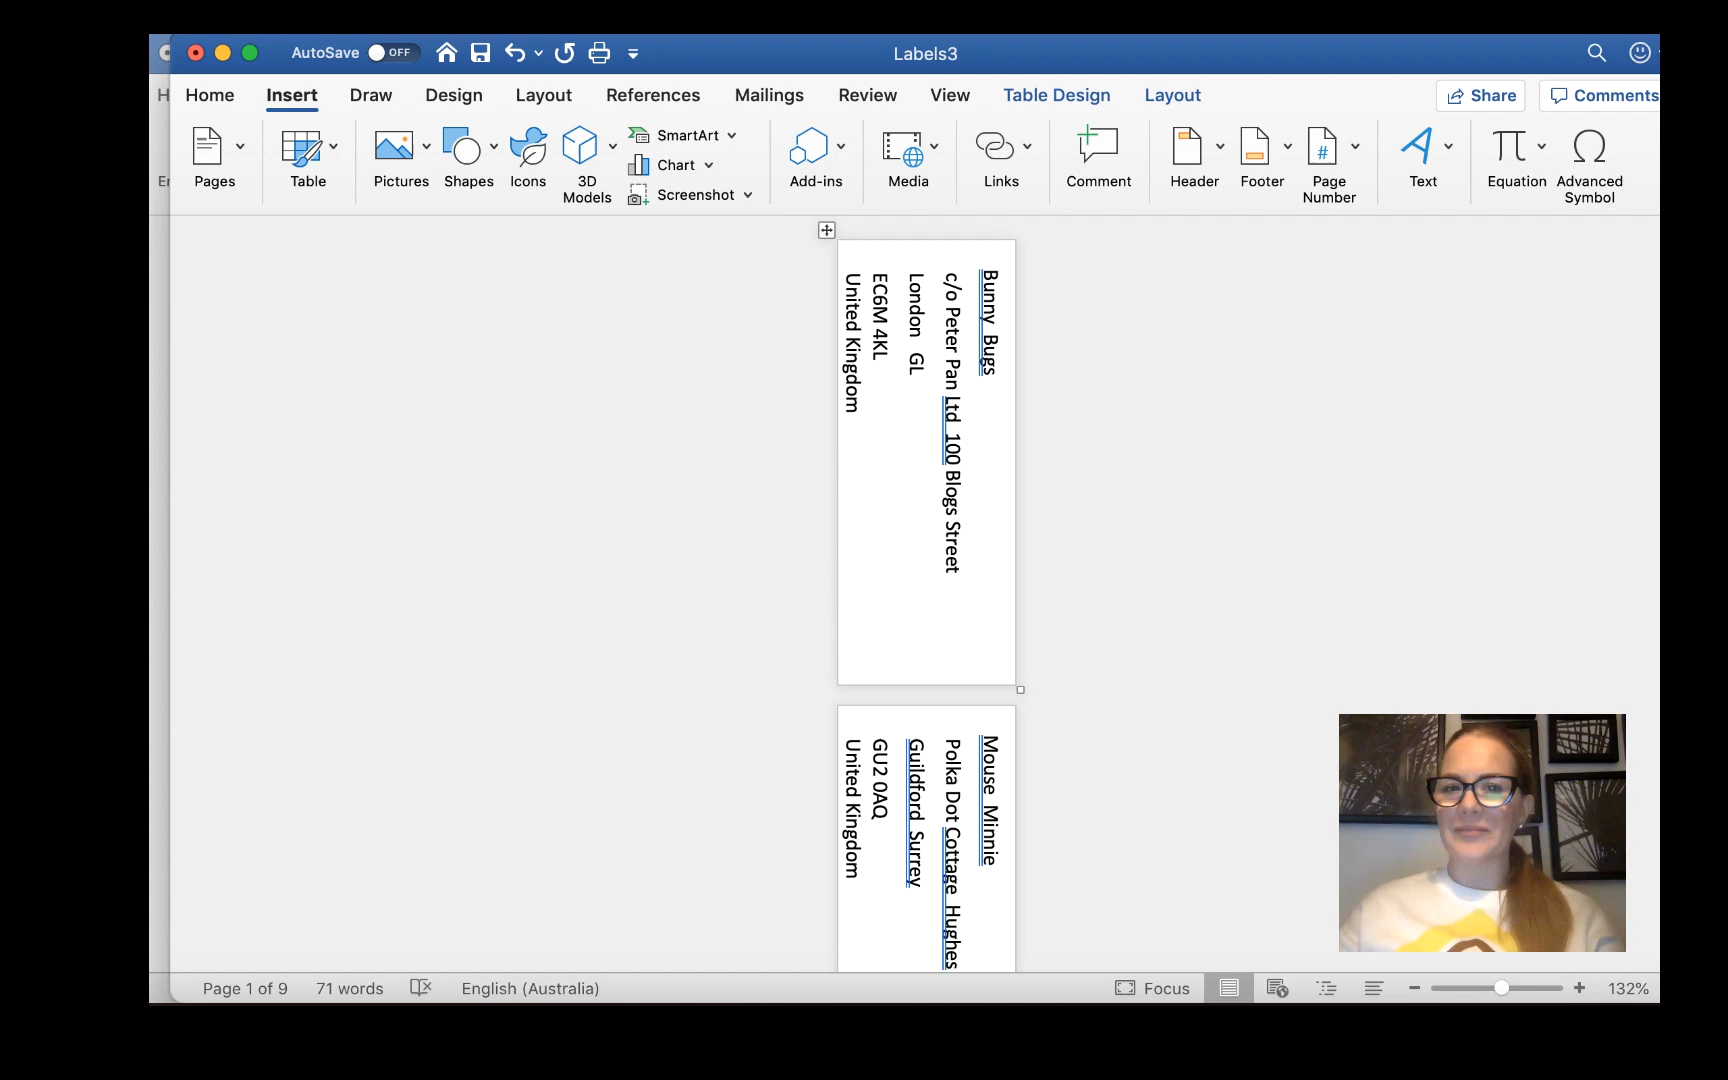 AutoSave OFF
Labels3
H Home Insert Draw Design Layout References Mailings Review View Table Design Layout Share Comments
Pages
Table
Pictures
Shapes
Icons
3D Models
SmartArt
Chart
Screenshot
Add-ins
Media
Links
Comment
Header
Footer
Page Number
Text
Equation
Advanced Symbol
Bunny Bugs
c/o Peter Pan Ltd 100 Blogs Street
London GL
EC6M 4KL
United Kingdom
Mouse Minnie
Polka Dot Cottage Hughes
Guildford Surrey
GU2 0AQ
United Kingdom
Page 1 of 9 71 words English (Australia) Focus 132%